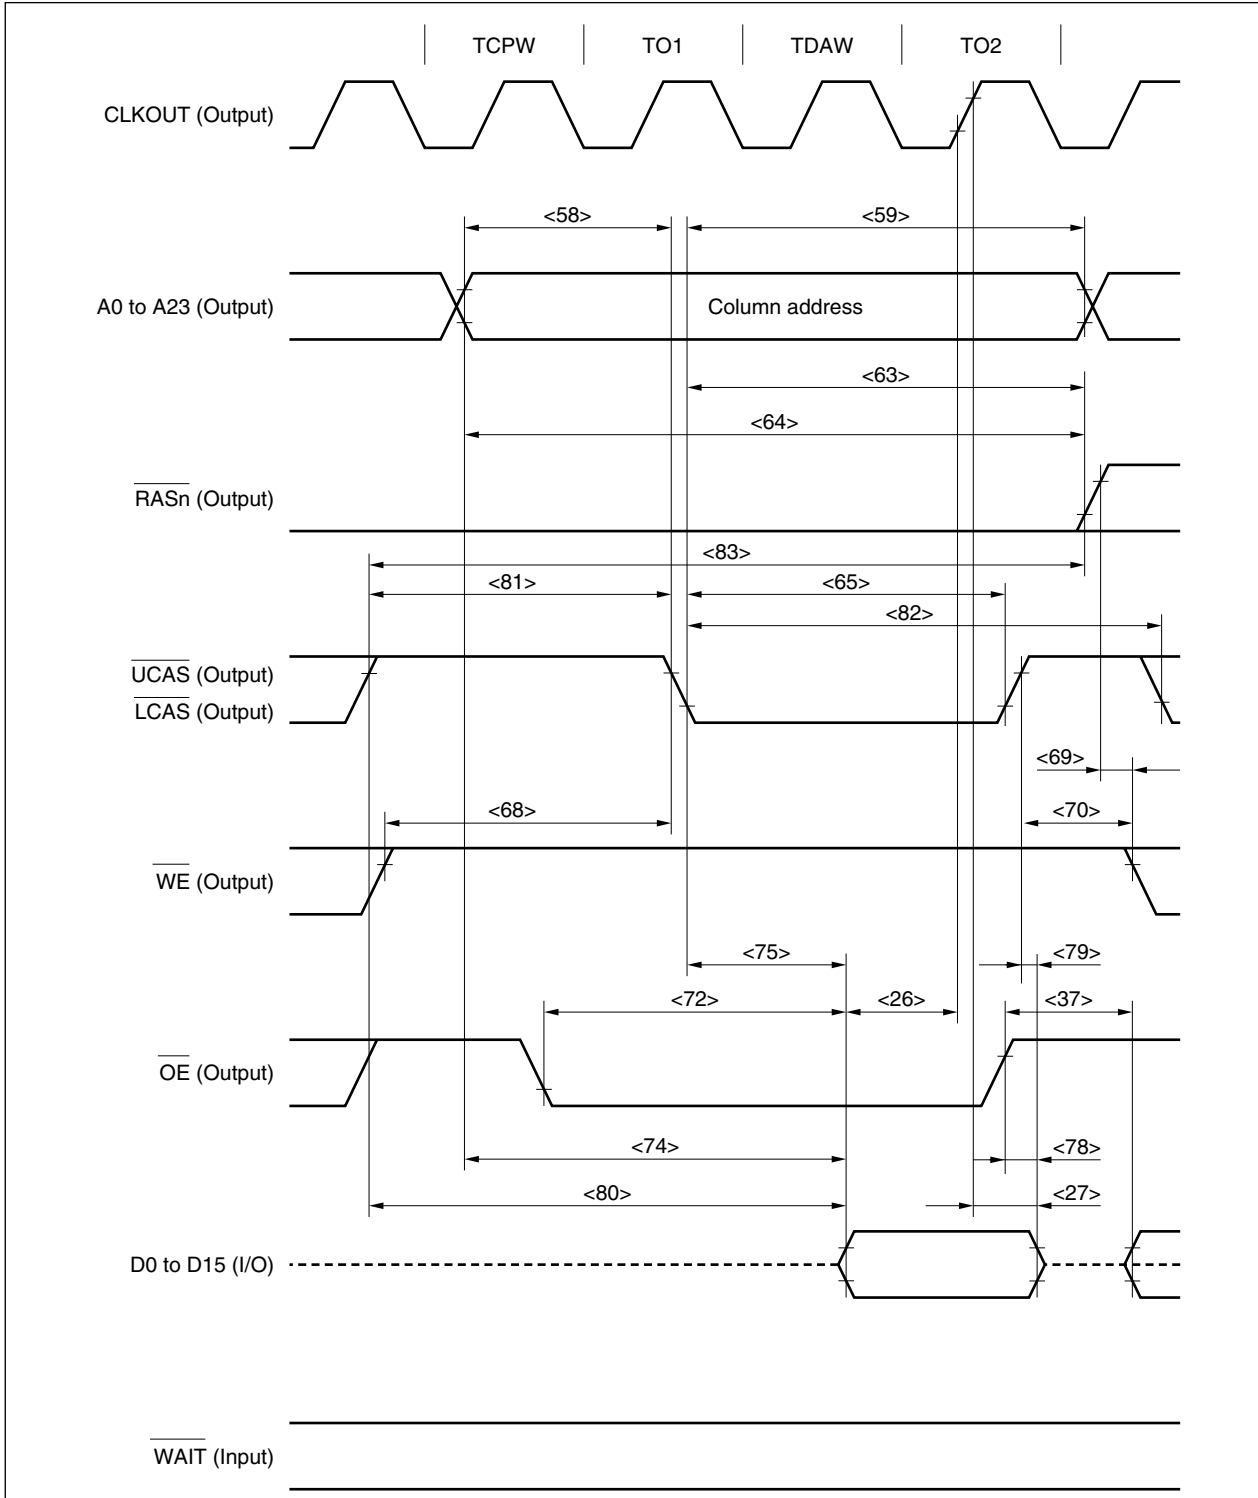 TCPW TO1 TDAW TO2
CLKOUT (Output)
<58> <59>
A0 to A23 (Output) Column address
<63>
<64>
RASn (Output)
<83>
<81> <65>
<82>
UCAS (Output)
LCAS (Output)
<69>
<68> <70>
WE (Output)
<75> <79>
<72> <26> <37>
OE (Output)
<74> <78>
<80> <27>
D0 to D15 (I/O)
WAIT (Input)